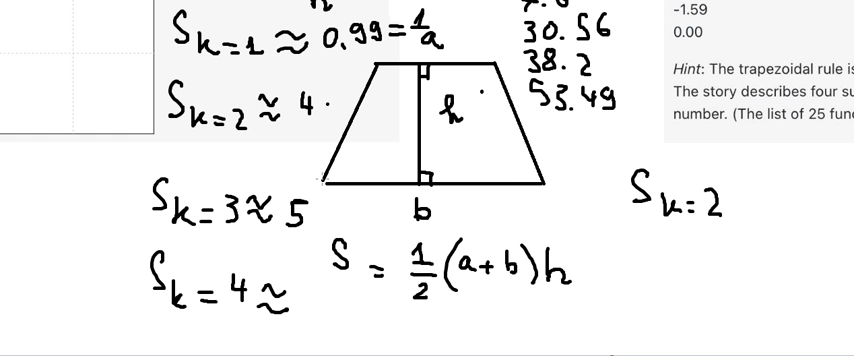 S_{k=1} ≈ 0,99 = 1/a
S_{k=2} ≈ 4.
h
b
S_{k=3} ≈ 5
S = 1/2 (a+b)h
S_{k=4} ≈
30.56
38.2
53.49
S_{k=2}
-1.59
0.00
Hint: The trapezoidal rule is
The story describes four su
number. (The list of 25 fun